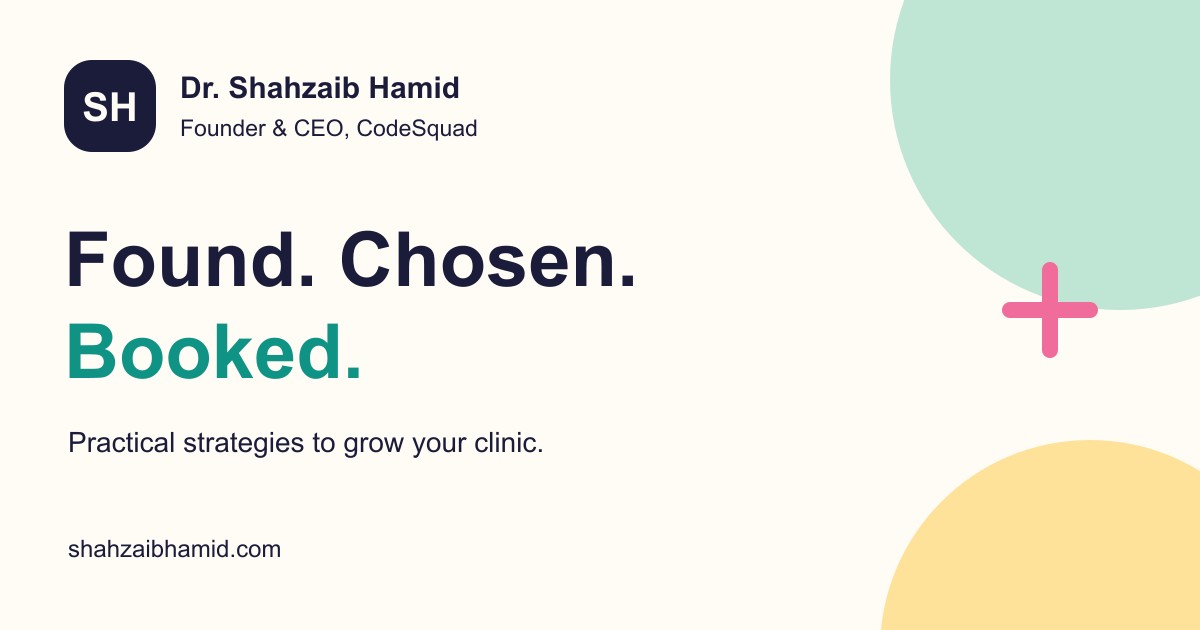 SH
Dr. Shahzaib Hamid
Founder & CEO, CodeSquad
Found. Chosen.
Booked.
Practical strategies to grow your clinic.
shahzaibhamid.com